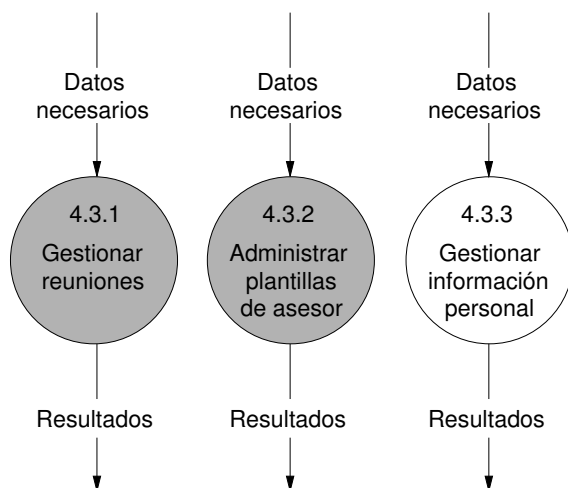 Datos
necesarios
Datos
necesarios
Datos
necesarios
4.3.1
Gestionar
reuniones
4.3.2
Administrar
plantillas
de asesor
4.3.3
Gestionar
información
personal
Resultados
Resultados
Resultados